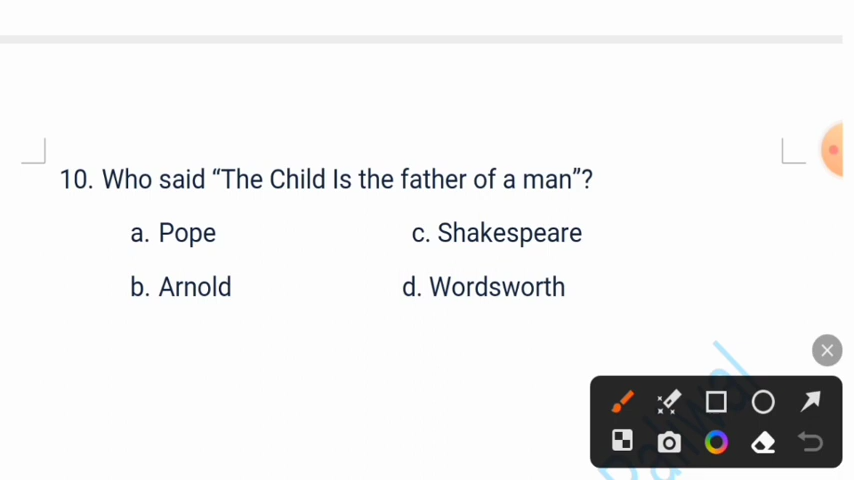 10. Who said “The Child Is the father of a man”?
a. Pope
c. Shakespeare
b. Arnold
d. Wordsworth